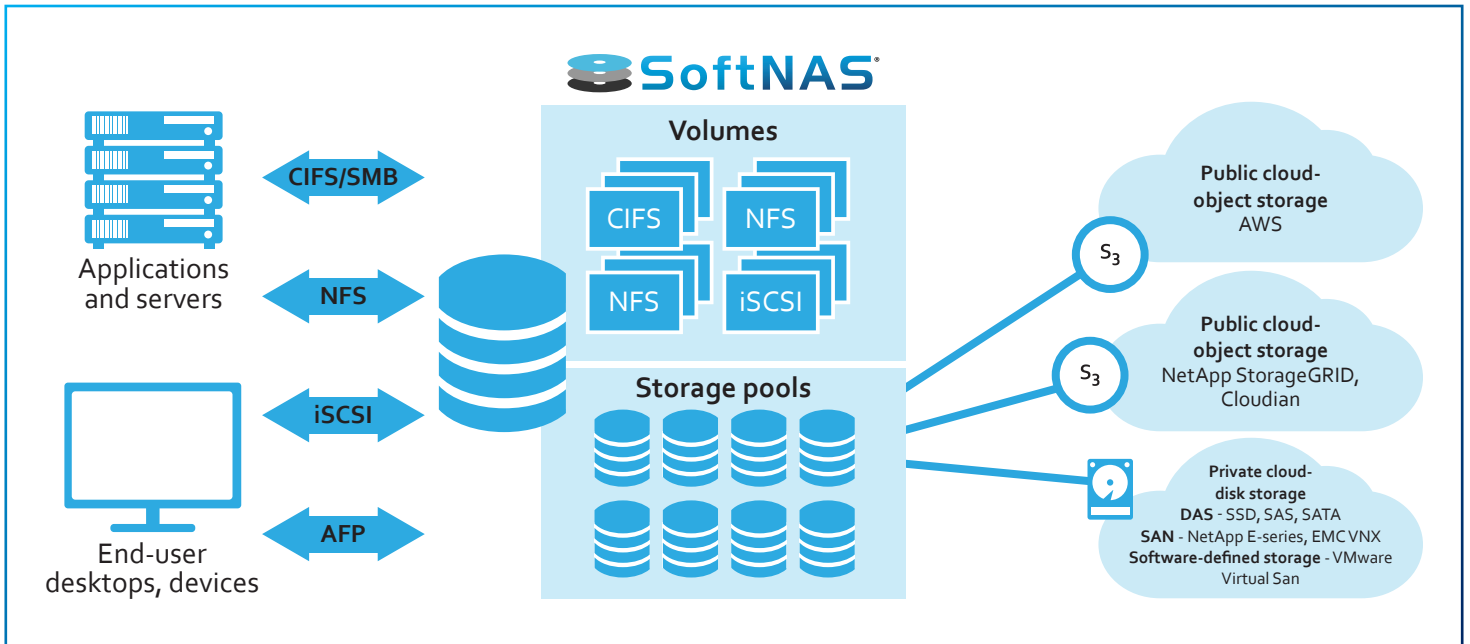 SoftNAS®
Applications
and servers
End-user
desktops, devices
CIFS/SMB
NFS
iSCSI
AFP
Volumes
CIFS
NFS
NFS
iSCSI
Storage pools
Public cloud-
object storage
AWS
S3
Public cloud-
object storage
NetApp StorageGRID,
Cloudian
S3
Private cloud-
disk storage
DAS - SSD, SAS, SATA
SAN - NetApp E-series, EMC VNX
Software-defined storage - VMware
Virtual San